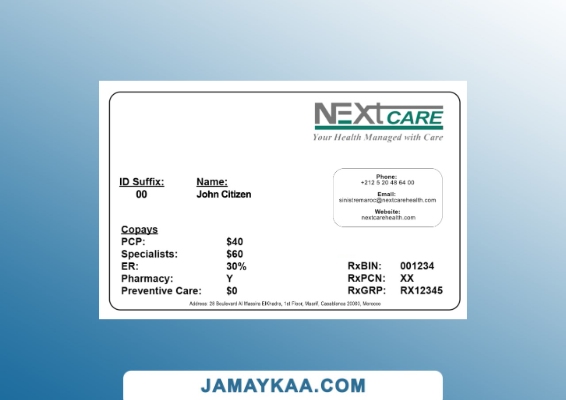 NEXtCARE
Your Health Managed with Care
ID Suffix: Name:
00 John Citizen
Phone:
+212 5 20 48 64 00
Email:
sinistremaroc@nextcarehealth.com
Website:
nextcarehealth.com
Copays
PCP: $40
Specialists: $60
ER: 30% RxBIN: 001234
Pharmacy: Y RxPCN: XX
Preventive Care: $0 RxGRP: RX12345
Address: 29 Boulevard Al Massira ElKhadra, 1rd Floor, Maarif, Casablanca 20000, Morocco
JAMAYKAA.COM